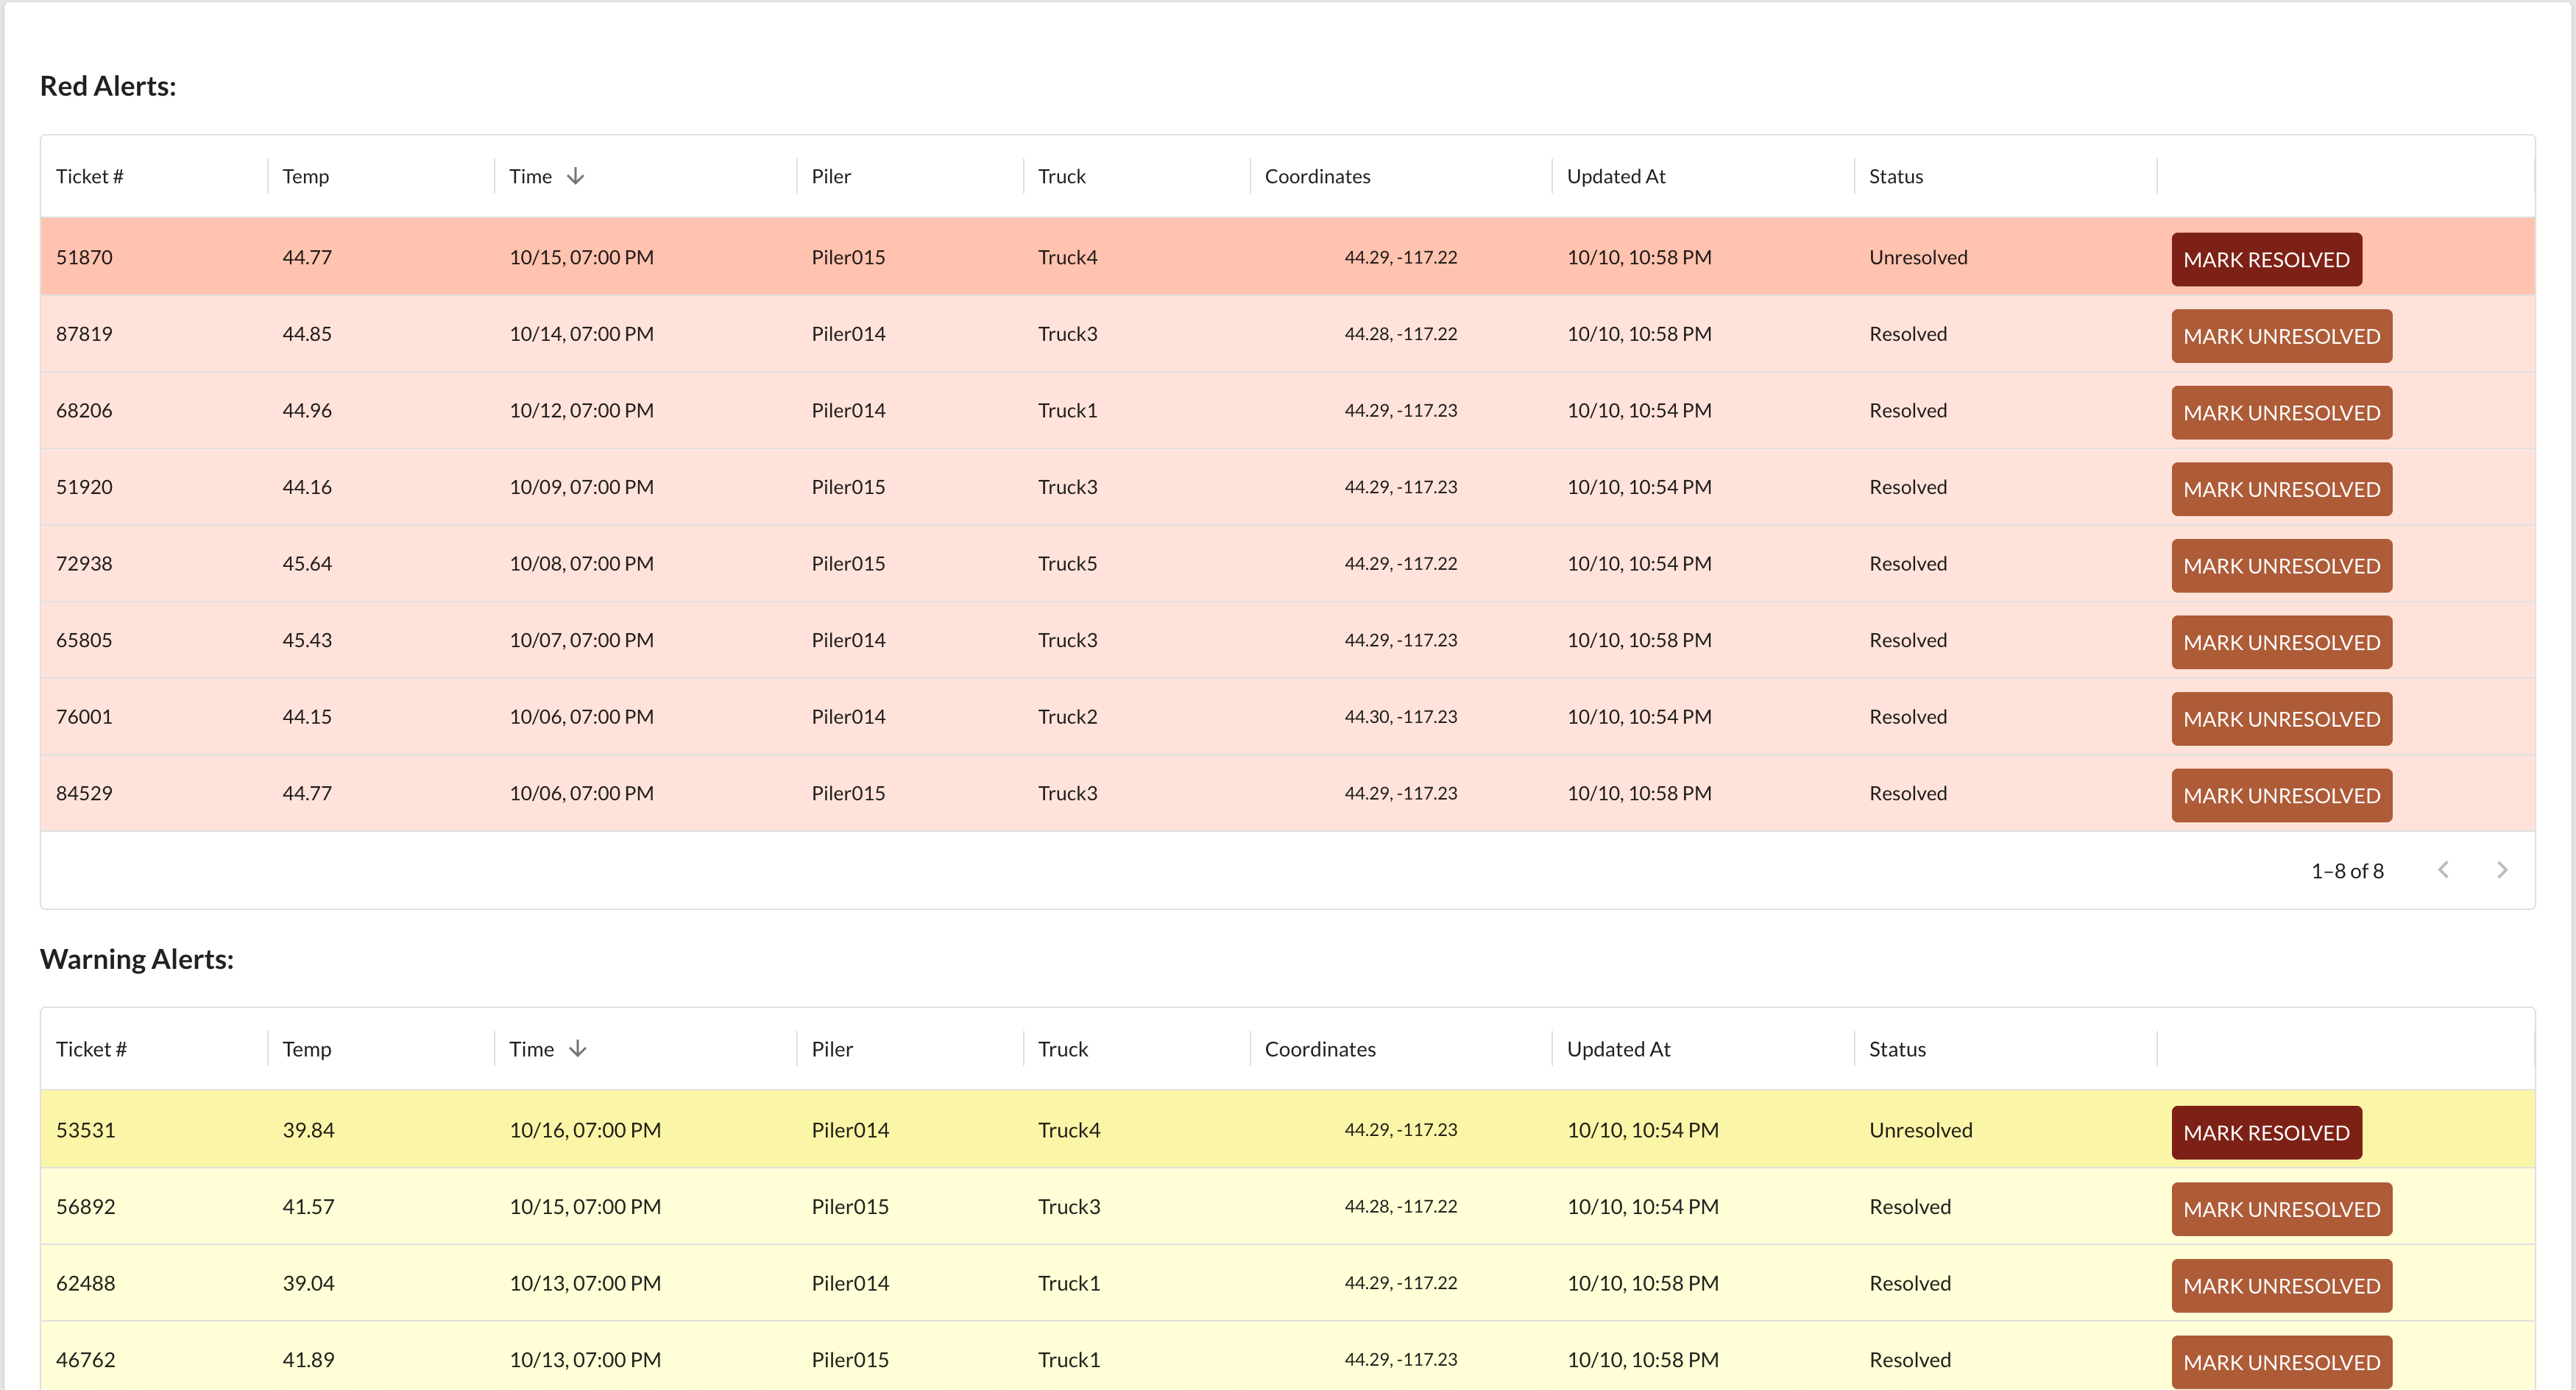 Red Alerts:
Ticket # Temp Time Piler Truck Coordinates Updated At Status
51870 44.77 10/15, 07:00 PM Piler015 Truck4 44.29, -117.22 10/10, 10:58 PM Unresolved MARK RESOLVED
87819 44.85 10/14, 07:00 PM Piler014 Truck3 44.28, -117.22 10/10, 10:58 PM Resolved MARK UNRESOLVED
68206 44.96 10/12, 07:00 PM Piler014 Truck1 44.29, -117.23 10/10, 10:54 PM Resolved MARK UNRESOLVED
51920 44.16 10/09, 07:00 PM Piler015 Truck3 44.29, -117.23 10/10, 10:54 PM Resolved MARK UNRESOLVED
72938 45.64 10/08, 07:00 PM Piler015 Truck5 44.29, -117.22 10/10, 10:54 PM Resolved MARK UNRESOLVED
65805 45.43 10/07, 07:00 PM Piler014 Truck3 44.29, -117.23 10/10, 10:58 PM Resolved MARK UNRESOLVED
76001 44.15 10/06, 07:00 PM Piler014 Truck2 44.30, -117.23 10/10, 10:54 PM Resolved MARK UNRESOLVED
84529 44.77 10/06, 07:00 PM Piler015 Truck3 44.29, -117.23 10/10, 10:58 PM Resolved MARK UNRESOLVED
1–8 of 8
Warning Alerts:
Ticket # Temp Time Piler Truck Coordinates Updated At Status
53531 39.84 10/16, 07:00 PM Piler014 Truck4 44.29, -117.23 10/10, 10:54 PM Unresolved MARK RESOLVED
56892 41.57 10/15, 07:00 PM Piler015 Truck3 44.28, -117.22 10/10, 10:54 PM Resolved MARK UNRESOLVED
62488 39.04 10/13, 07:00 PM Piler014 Truck1 44.29, -117.22 10/10, 10:58 PM Resolved MARK UNRESOLVED
46762 41.89 10/13, 07:00 PM Piler015 Truck1 44.29, -117.23 10/10, 10:58 PM Resolved MARK UNRESOLVED